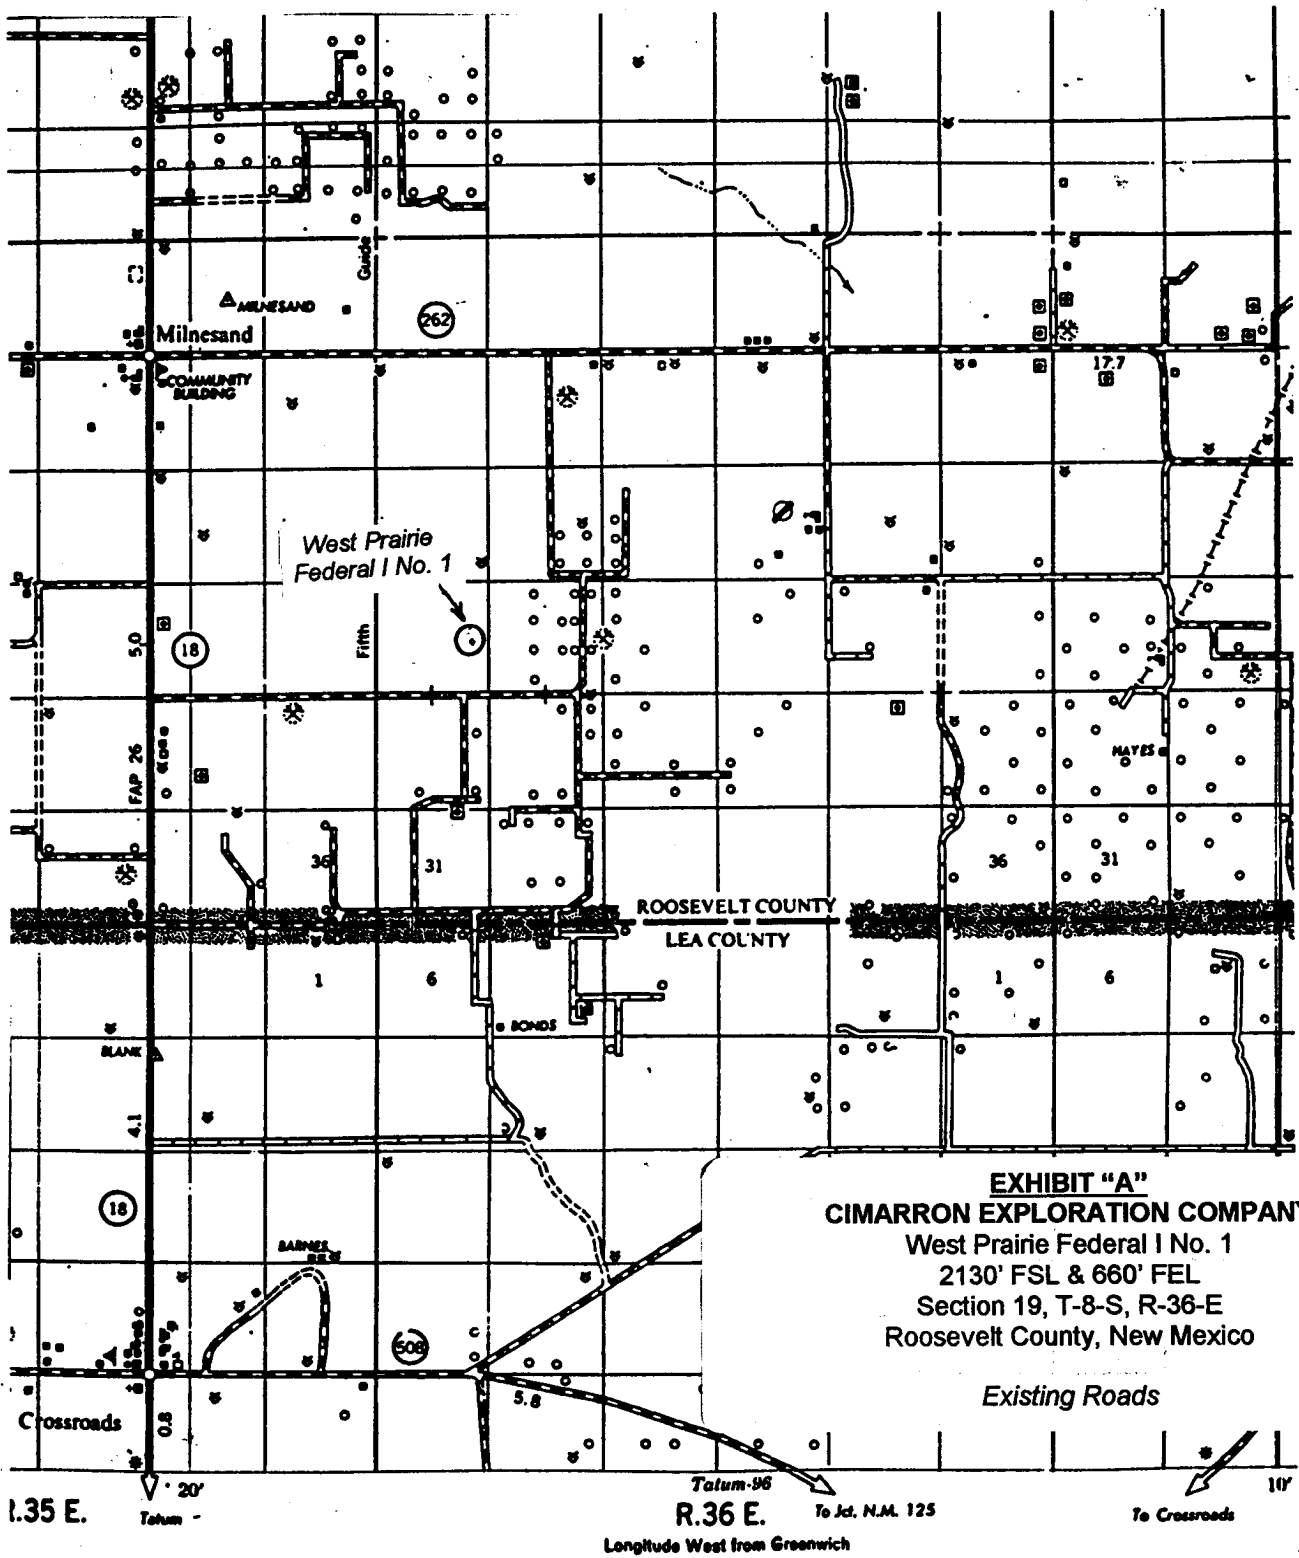 Guide
MILNESAND
262
Milnesand
COMMUNITY
BUILDING
17.7
West Prairie
Federal I No. 1
Fifth
5.0
18
FAP 26
HAYES
36
31
36
31
ROOSEVELT COUNTY
LEA COUNTY
1
6
1
6
BONDS
BLANK
4.1
18
BARNES
508
5.8
Crossroads
0.8
EXHIBIT "A"
CIMARRON EXPLORATION COMPANY
West Prairie Federal I No. 1
2130' FSL & 660' FEL
Section 19, T-8-S, R-36-E
Roosevelt County, New Mexico
Existing Roads
20'
Tatum-96
10'
R.35 E.
Tatum
R.36 E.
To Jct. N.M. 125
To Crossroads
Longitude West from Greenwich